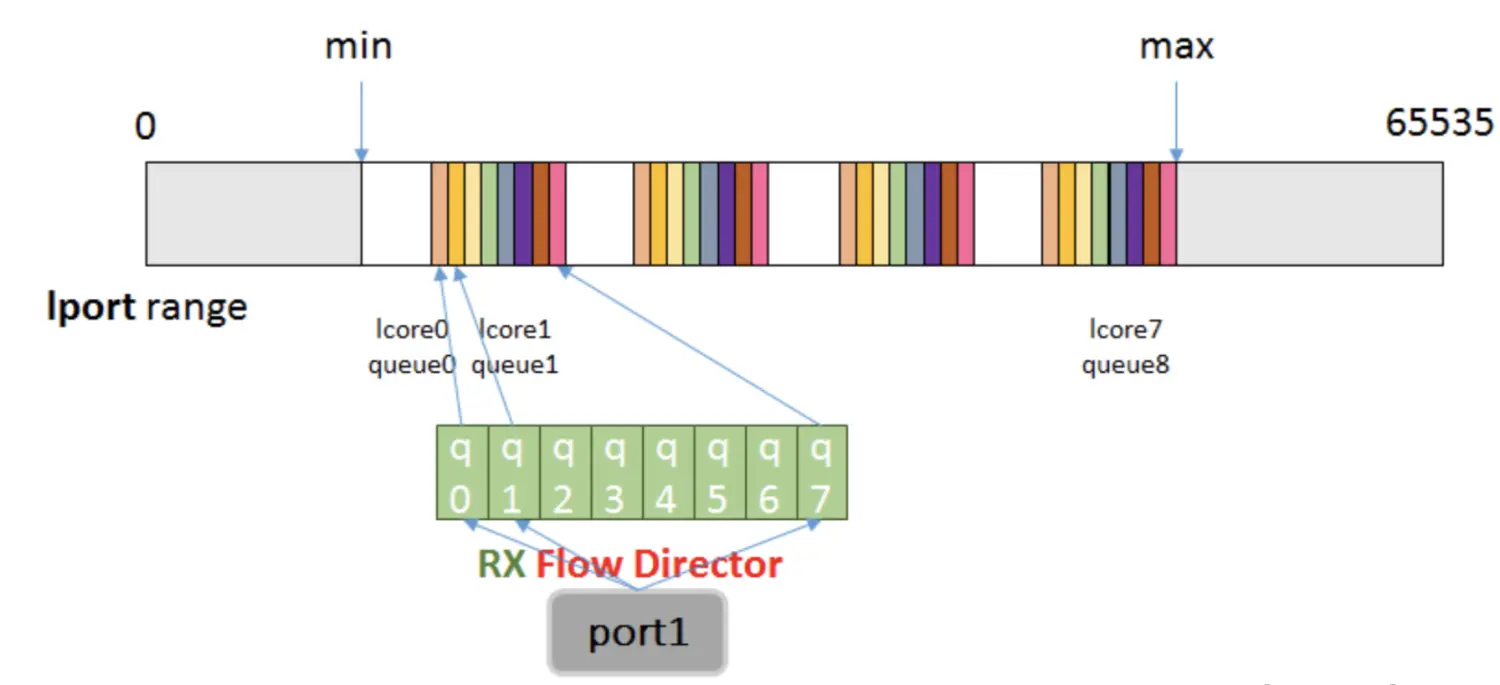 min
max
0
65535
lport range
lcore0
queue0
lcore1
queue1
lcore7
queue8
q q q q q q q q
0 1 2 3 4 5 6 7
RX Flow Director
port1